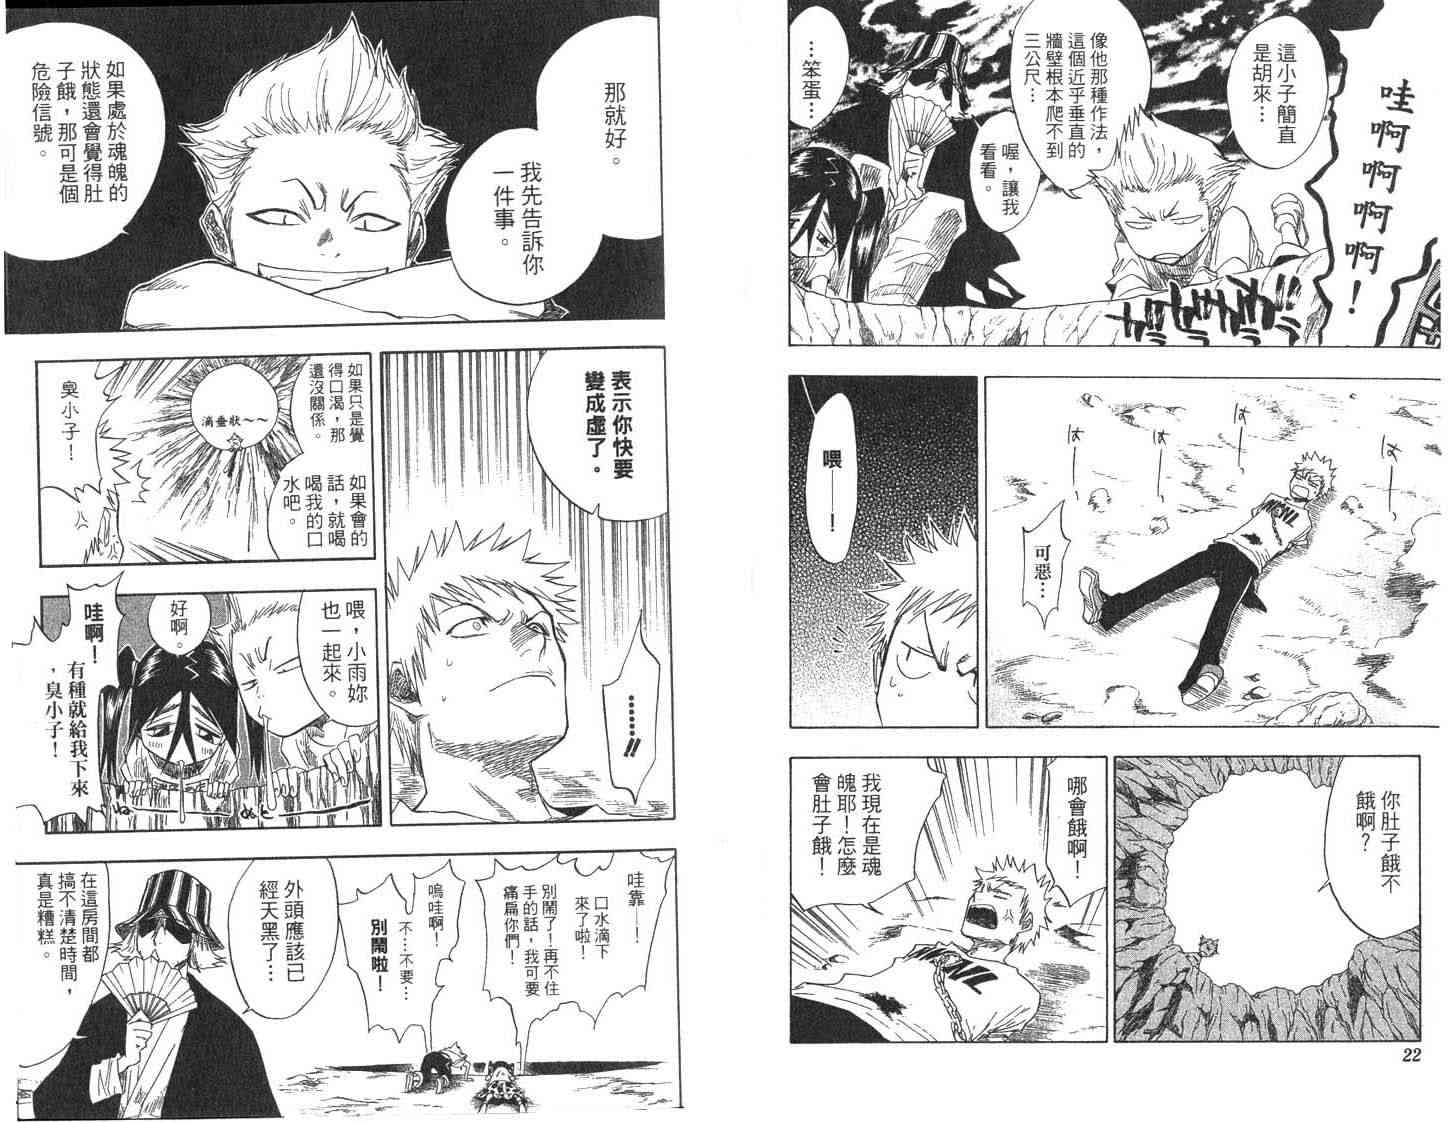 哇啊啊啊啊！
這小子簡直
是胡來…
像他那種作法，
這個近乎垂直的
牆壁根本爬不到
三公尺…
喔，讓我
看看。
…笨蛋…
は
は
は
は
可惡…
喂——！
你肚子餓不
餓啊？
哪會餓啊！
我現在是魂
魄耶！怎麼
會肚子餓！
22
那就好。
我先告訴你
一件事。
如果處於魂魄的
狀態還會覺得肚
子餓，那可是個
危險信號。
表示你快要
變成虛了。
……!!
如果只是覺
得口渴，那
還沒關係。
如果會的
話，就喝
喝我的口
水吧。
滴垂狀～～
臭小子！
喂，小雨妳
也一起來。
好啊。
哇啊！
有種就給我下來
，臭小子！
哇靠——！
口水滴下
來了啦！
別鬧了！再不住
手的話，我可要
痛扁你們！
嗚哇啊！
不…不要…
別鬧啦！
外頭應該已
經天黑了…
在這房間都
搞不清楚時間，
真是糟糕。